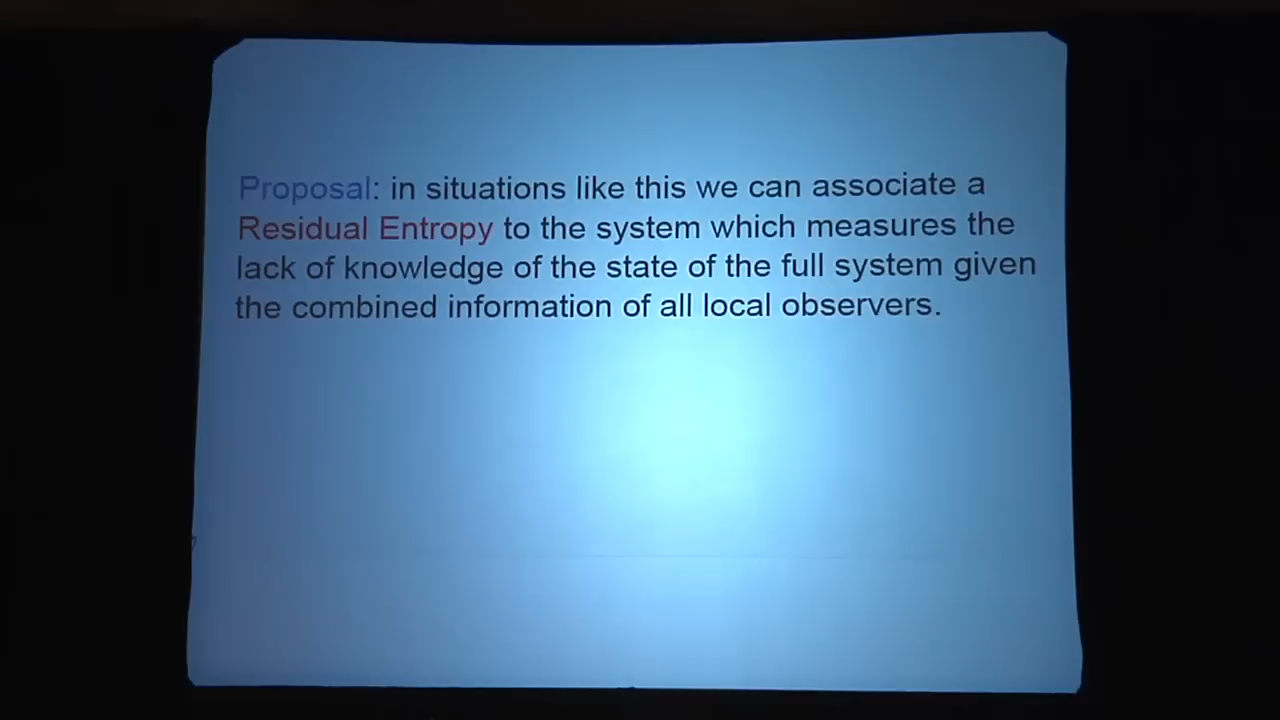 Proposal: in situations like this we can associate a
Residual Entropy to the system which measures the
lack of knowledge of the state of the full system given
the combined information of all local observers.